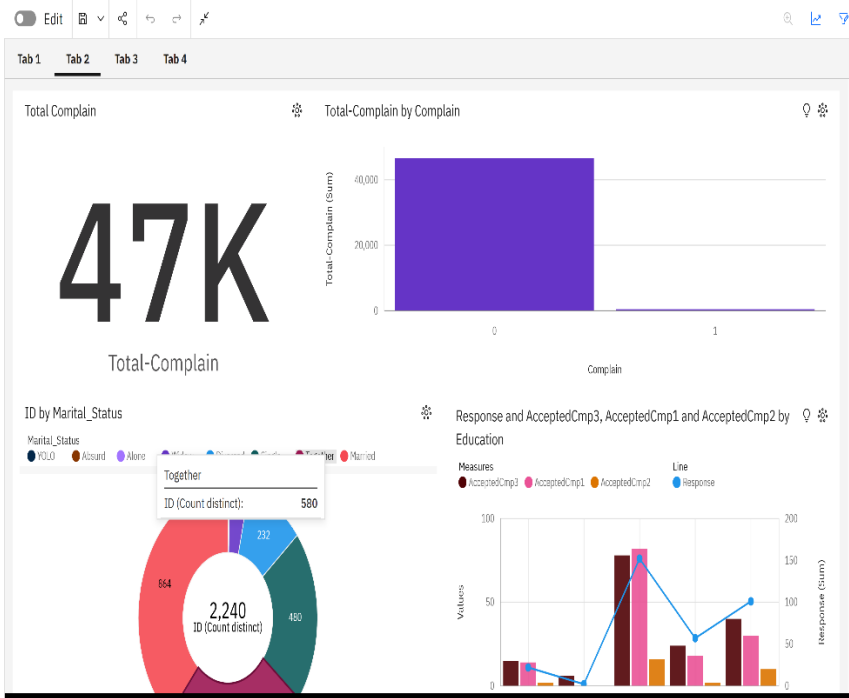 Edit
Tab 1 Tab 2 Tab 3 Tab 4
Total Complain
47K
Total-Complain
Total-Complain by Complain
Total-Complain (Sum)
40,000
20,000
0
0 1
Complain
ID by Marital_Status
Marital_Status
YOLO Absurd Alone Together Married
Together
ID (Count distinct): 580
232
864
480
2,240
ID (Count distinct)
Response and AcceptedCmp3, AcceptedCmp1 and AcceptedCmp2 by
Education
Measures Line
AcceptedCmp3 AcceptedCmp1 AcceptedCmp2 Response
Values
100
50
0
200
150
100
50
0
Response (Sum)